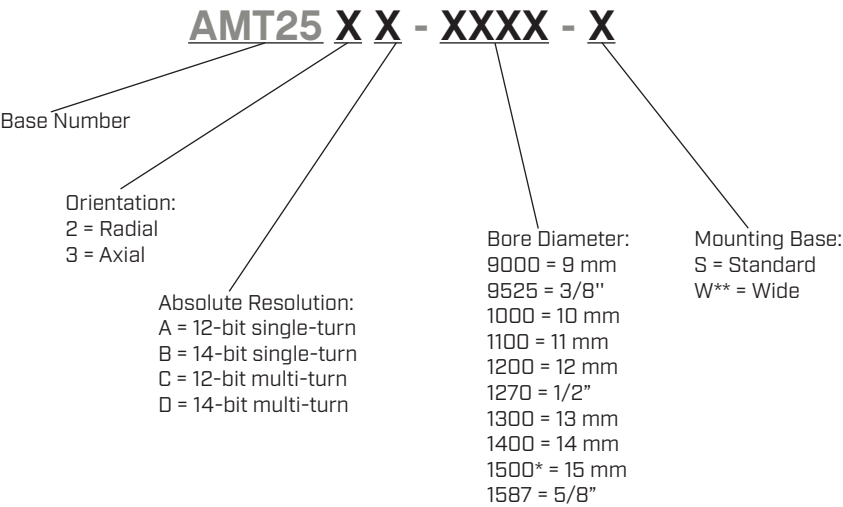 AMT25 X X - XXXX - X
Base Number
Orientation:
2 = Radial
3 = Axial
Absolute Resolution:
A = 12-bit single-turn
B = 14-bit single-turn
C = 12-bit multi-turn
D = 14-bit multi-turn
Bore Diameter:
9000 = 9 mm
9525 = 3/8"
1000 = 10 mm
1100 = 11 mm
1200 = 12 mm
1270 = 1/2”
1300 = 13 mm
1400 = 14 mm
1500* = 15 mm
1587 = 5/8”
Mounting Base:
S = Standard
W** = Wide